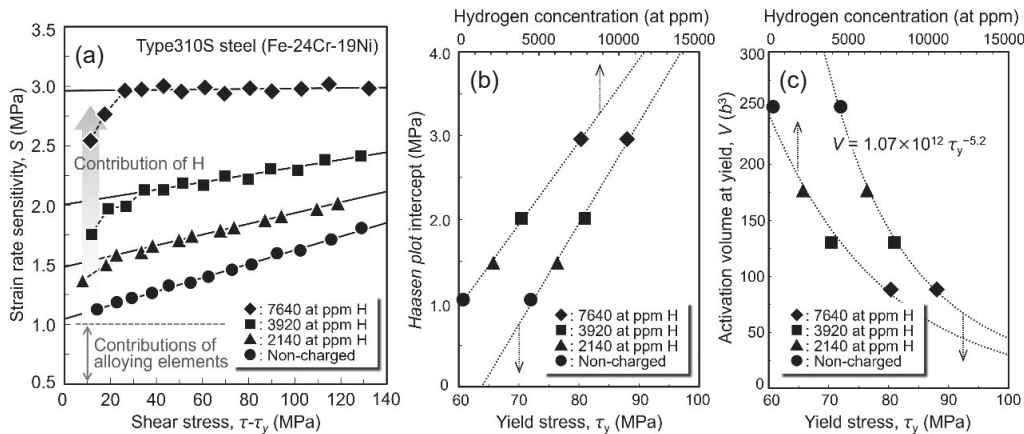 (a)
Type310S steel (Fe-24Cr-19Ni)
Strain rate sensitivity, S (MPa)
3.5
3.0
2.5
2.0
1.5
1.0
0.5
Contribution of H
Contributions of
alloying elements
◆: 7640 at ppm H
■: 3920 at ppm H
▲: 2140 at ppm H
●: Non-charged
0 20 40 60 80 100 120 140
Shear stress, τ-τy (MPa)
Hydrogen concentration (at ppm)
0 5000 10000 15000
(b)
Haasen plot intercept (MPa)
4.0
3.0
2.0
1.0
0
◆: 7640 at ppm H
■: 3920 at ppm H
▲: 2140 at ppm H
●: Non-charged
60 70 80 90 100
Yield stress, τy (MPa)
Hydrogen concentration (at ppm)
0 5000 10000 15000
(c)
Activation volume at yield, V (b³)
300
350
200
150
100
50
0
V = 1.07×10¹² τy⁻⁵·²
◆: 7640 at ppm H
■: 3920 at ppm H
▲: 2140 at ppm H
●: Non-charged
60 70 80 90 100
Yield stress, τy (MPa)